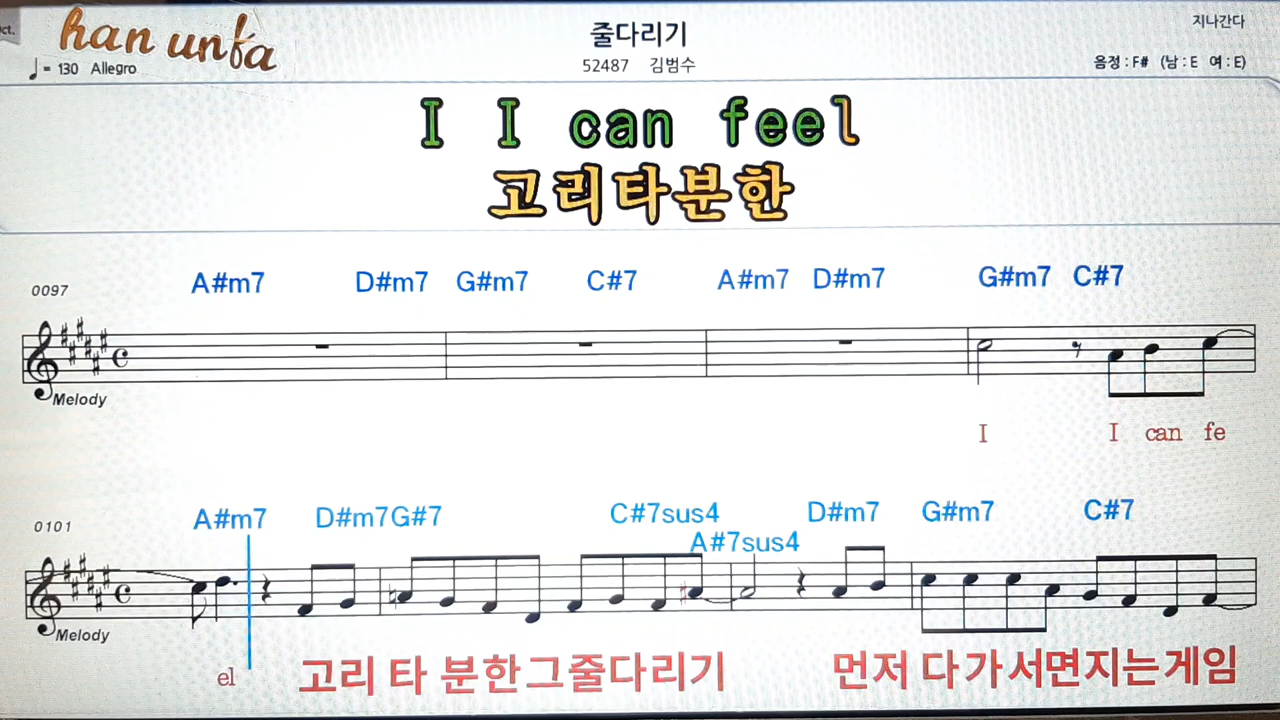 ct.
han unfa
줄다리기
지나간다
♩= 130 Allegro
52487 김범수
음정 : F# (남 : E 여 : E)
I I can feel
고리타분한
0097
A#m7 D#m7 G#m7 C#7 A#m7 D#m7 G#m7 C#7
Melody
I I can fe
0101
A#m7 D#m7 G#7 C#7sus4 A#7sus4 D#m7 G#m7 C#7
Melody
el 고리 타 분한그줄다리기 먼저 다가서면지는게임